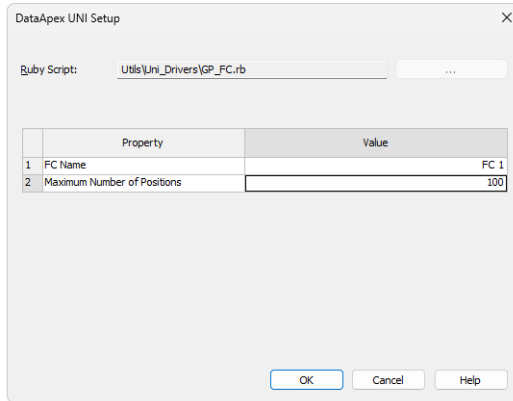 DataApex UNI Setup
Ruby Script: Utils\Uni_Drivers\GP_FC.rb ...
Property Value
1 FC Name FC 1
2 Maximum Number of Positions 100
OK Cancel Help